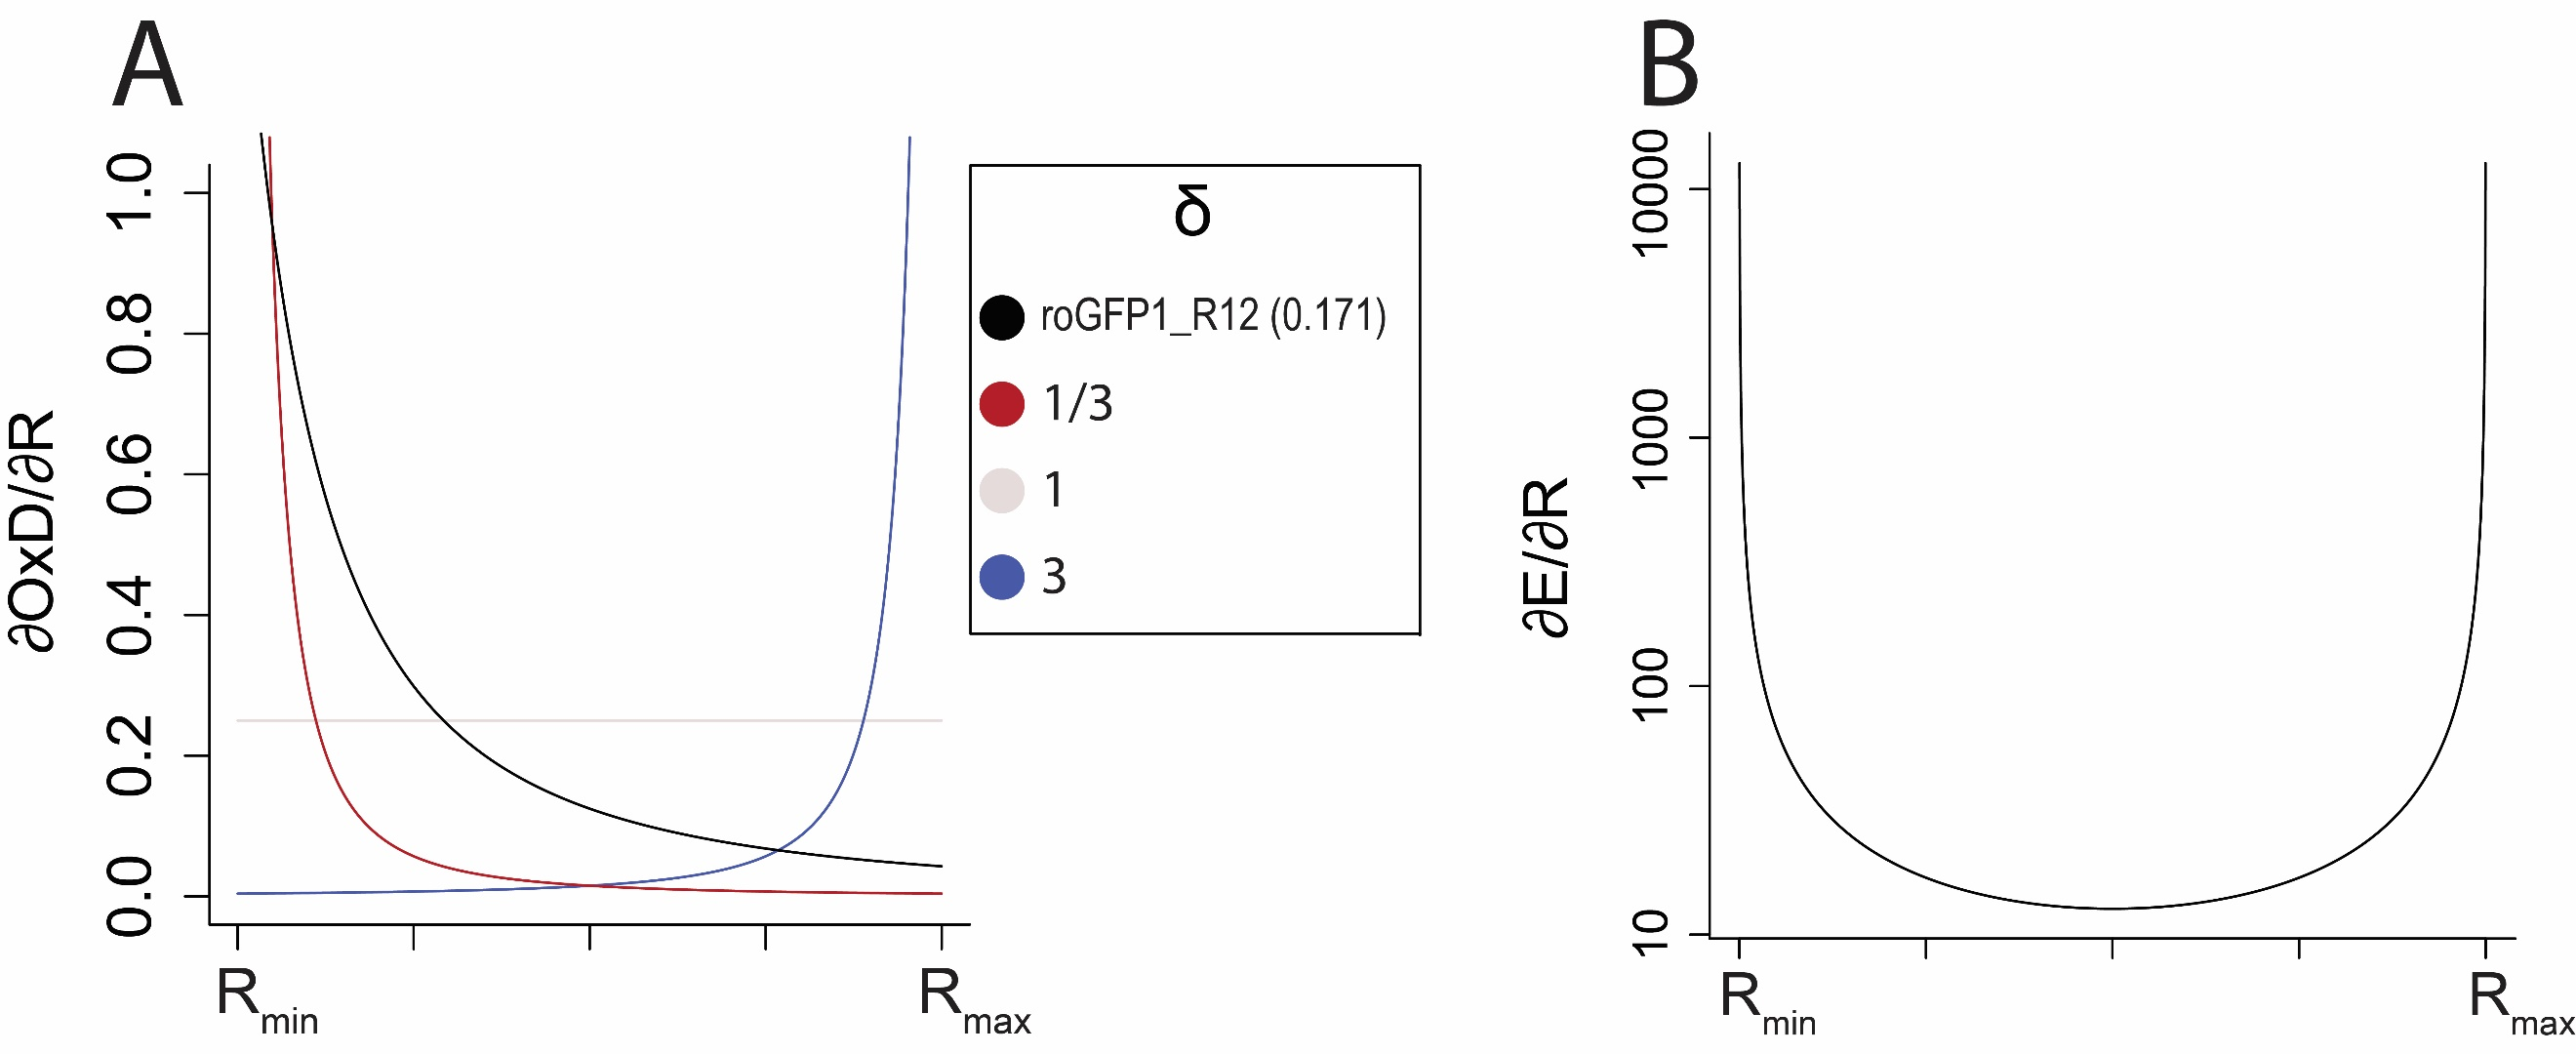 A
∂OxD/∂R
1.0
0.8
0.6
0.4
0.2
0.0
Rmin
Rmax
δ
roGFP1_R12 (0.171)
1/3
1
3
B
∂E/∂R
10000
1000
100
10
Rmin
Rmax